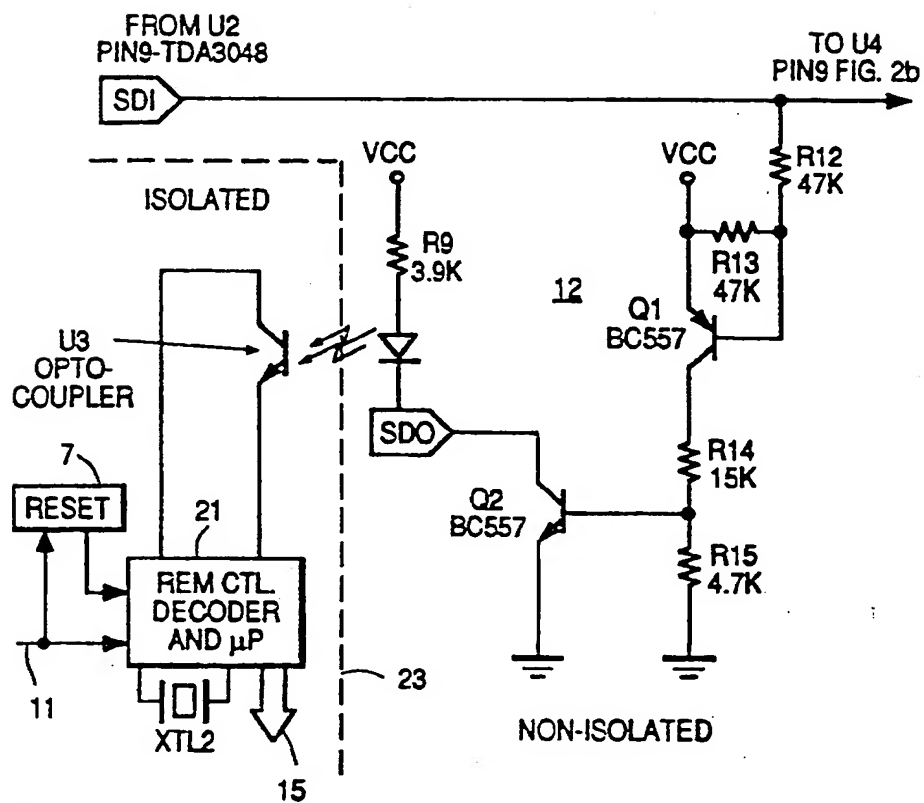 FROM U2
PIN9-TDA3048
SDI
TO U4
PIN9 FIG. 2b
ISOLATED
VCC
VCC
R12
47K
R9
3.9K
R13
47K
12
Q1
BC557
U3
OPTO-
COUPLER
SDO
R14
15K
7
RESET
21
Q2
BC557
R15
4.7K
REM CTL.
DECODER
AND µP
11
XTL2
15
23
NON-ISOLATED